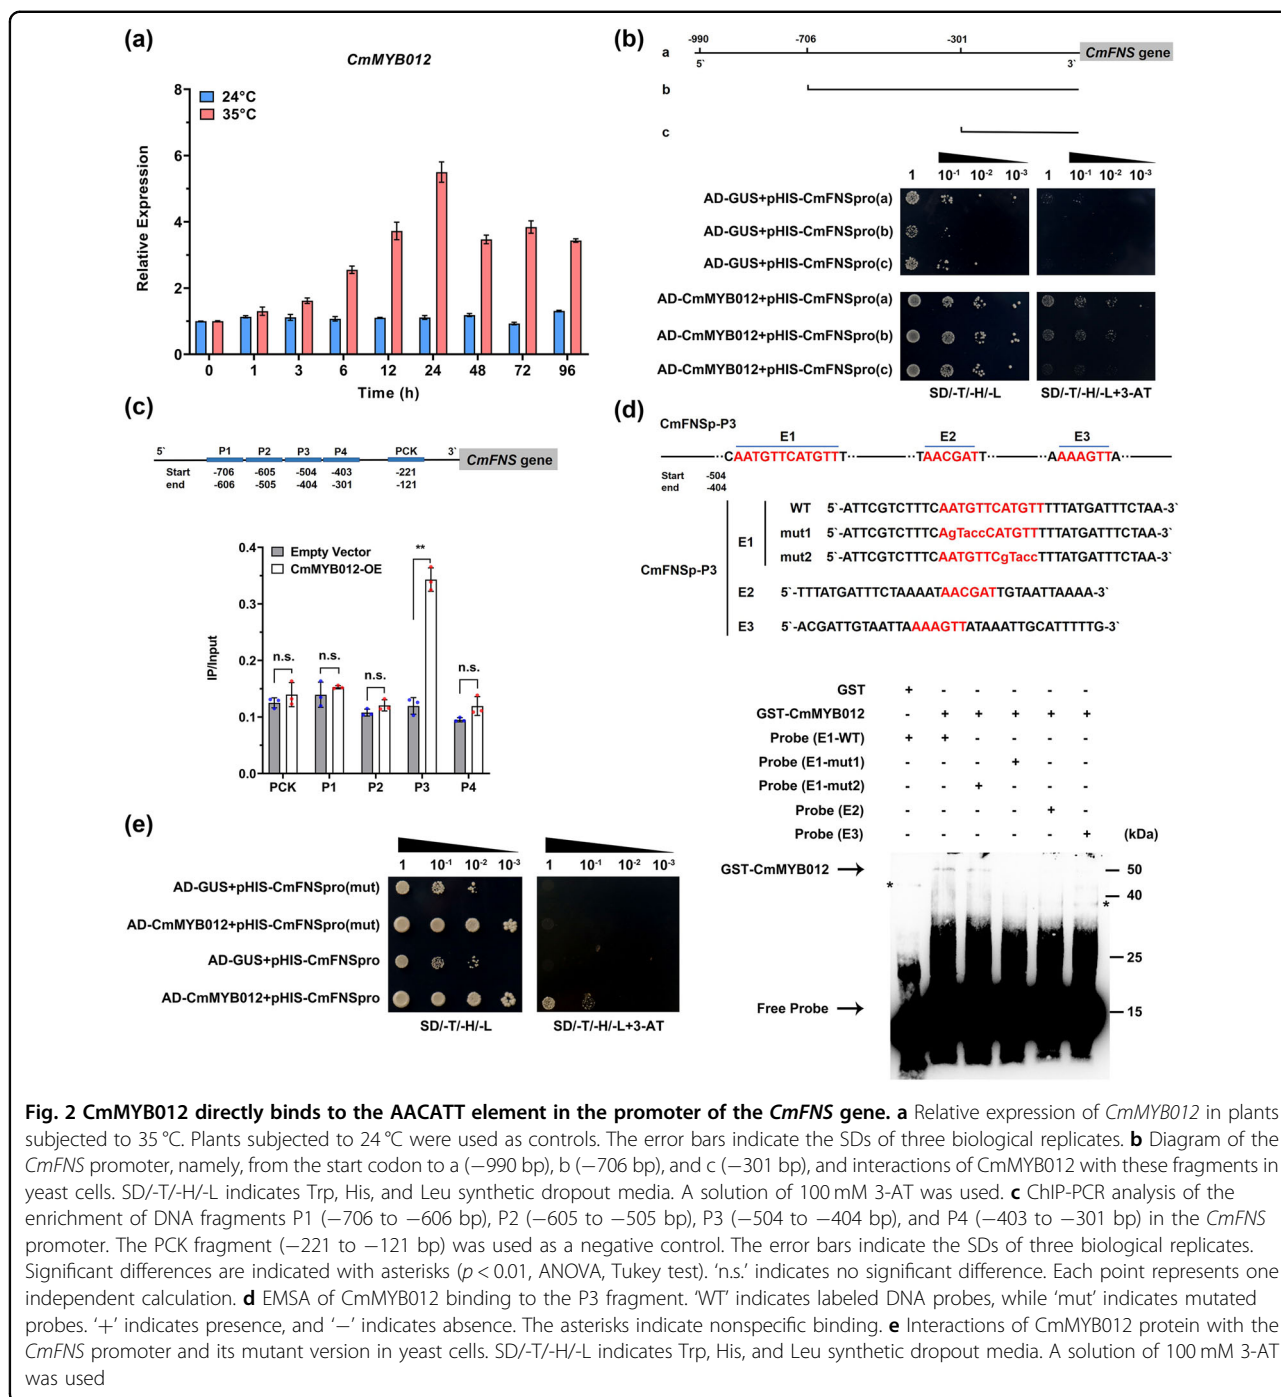 (a)
CmMYB012
24°C
35°C
Relative Expression
8
6
4
2
0
0 1 3 6 12 24 48 72 96
Time (h)
(b)
-990 -706 -301
a 5` 3` CmFNS gene
b
c
1 10-1 10-2 10-3 1 10-1 10-2 10-3
AD-GUS+pHIS-CmFNSpro(a)
AD-GUS+pHIS-CmFNSpro(b)
AD-GUS+pHIS-CmFNSpro(c)
AD-CmMYB012+pHIS-CmFNSpro(a)
AD-CmMYB012+pHIS-CmFNSpro(b)
AD-CmMYB012+pHIS-CmFNSpro(c)
SD/-T/-H/-L SD/-T/-H/-L+3-AT
(c)
5` P1 P2 P3 P4 PCK 3` CmFNS gene
Start -706 -605 -504 -403 -221
end -606 -505 -404 -301 -121
Empty Vector
CmMYB012-OE
IP/Input
0.4
0.3
0.2
0.1
0.0
n.s. n.s. n.s. ** n.s.
PCK P1 P2 P3 P4
(d)
CmFNSp-P3
E1 E2 E3
··CAATGTTCATGTTT·· ··TAACGATT·· ··AAAAGTTA··
Start -504
end -404
CmFNSp-P3
E1
WT 5`-ATTCGTCTTTCAATGTTCATGTTTTTATGATTTCTAA-3`
mut1 5`-ATTCGTCTTTCAgTaccCATGTTTTTATGATTTCTAA-3`
mut2 5`-ATTCGTCTTTCAATGTTCgTaccTTTATGATTTCTAA-3`
E2 5`-TTTATGATTTCTAAAATAACGATTGTAATTAAAA-3`
E3 5`-ACGATTGTAATTAAAAGTTATAAATTGCATTTTTG-3`
GST + - - - - -
GST-CmMYB012 - + + + + +
Probe (E1-WT) + + - - - -
Probe (E1-mut1) - - - + - -
Probe (E1-mut2) - - + - - -
Probe (E2) - - - - + -
Probe (E3) - - - - - + (kDa)
GST-CmMYB012
* *
50
40
25
15
Free Probe
(e)
1 10-1 10-2 10-3 1 10-1 10-2 10-3
AD-GUS+pHIS-CmFNSpro(mut)
AD-CmMYB012+pHIS-CmFNSpro(mut)
AD-GUS+pHIS-CmFNSpro
AD-CmMYB012+pHIS-CmFNSpro
SD/-T/-H/-L SD/-T/-H/-L+3-AT
Fig. 2 CmMYB012 directly binds to the AACATT element in the promoter of the CmFNS gene. a Relative expression of CmMYB012 in plants
subjected to 35 °C. Plants subjected to 24 °C were used as controls. The error bars indicate the SDs of three biological replicates. b Diagram of the
CmFNS promoter, namely, from the start codon to a (−990 bp), b (−706 bp), and c (−301 bp), and interactions of CmMYB012 with these fragments in
yeast cells. SD/-T/-H/-L indicates Trp, His, and Leu synthetic dropout media. A solution of 100 mM 3-AT was used. c ChIP-PCR analysis of the
enrichment of DNA fragments P1 (−706 to −606 bp), P2 (−605 to −505 bp), P3 (−504 to −404 bp), and P4 (−403 to −301 bp) in the CmFNS
promoter. The PCK fragment (−221 to −121 bp) was used as a negative control. The error bars indicate the SDs of three biological replicates.
Significant differences are indicated with asterisks (p < 0.01, ANOVA, Tukey test). 'n.s.' indicates no significant difference. Each point represents one
independent calculation. d EMSA of CmMYB012 binding to the P3 fragment. 'WT' indicates labeled DNA probes, while 'mut' indicates mutated
probes. '+' indicates presence, and '−' indicates absence. The asterisks indicate nonspecific binding. e Interactions of CmMYB012 protein with the
CmFNS promoter and its mutant version in yeast cells. SD/-T/-H/-L indicates Trp, His, and Leu synthetic dropout media. A solution of 100 mM 3-AT
was used